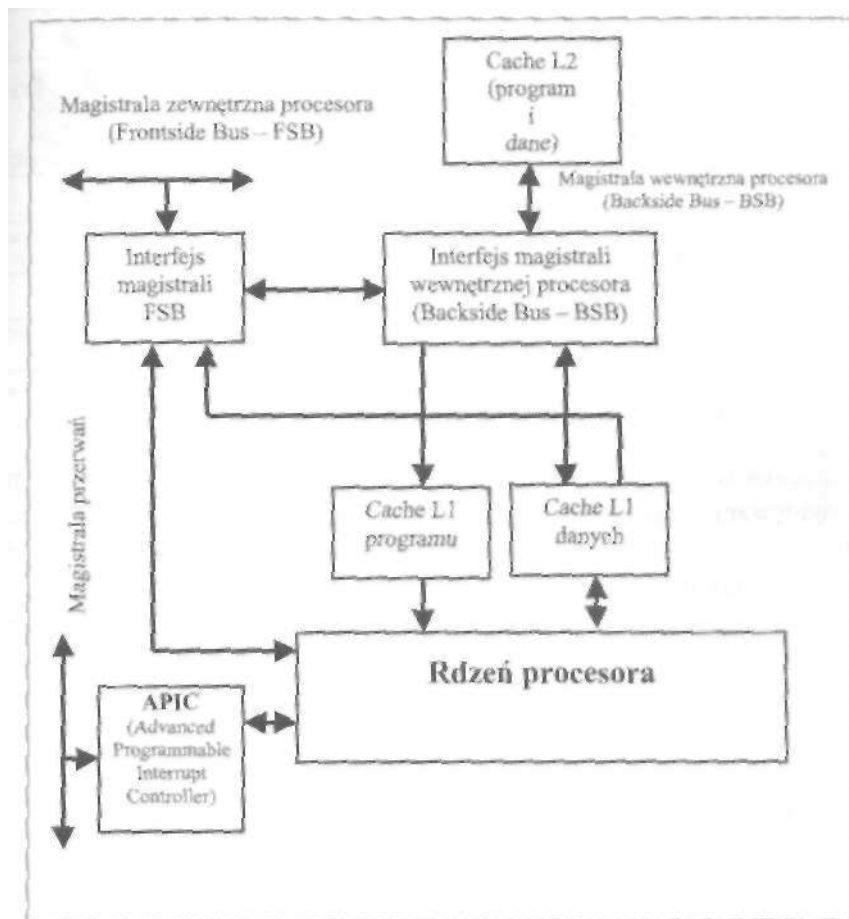 Cache L2
(program
i
dane)
Magistrala zewnętrzna procesora
(Frontside Bus – FSB)
Magistrala wewnętrzna procesora
(Backside Bus – BSB)
Interfejs
magistrali
FSB
Interfejs magistrali
wewnętrznej procesora
(Backside Bus – BSB)
Magistrala przerwań
Cache L1
programu
Cache L1
danych
Rdzeń procesora
APIC
(Advanced
Programmable
Interrupt
Controller)